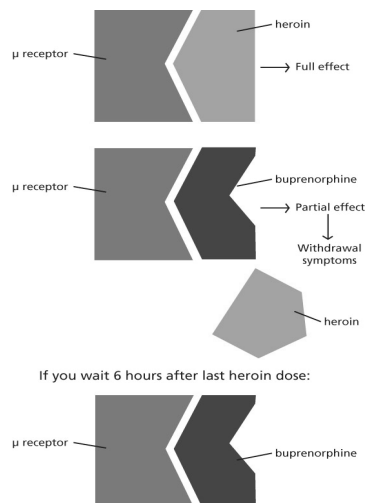 heroin
μ receptor
Full effect
buprenorphine
μ receptor
Partial effect
Withdrawal
symptoms
heroin
If you wait 6 hours after last heroin dose:
μ receptor
buprenorphine